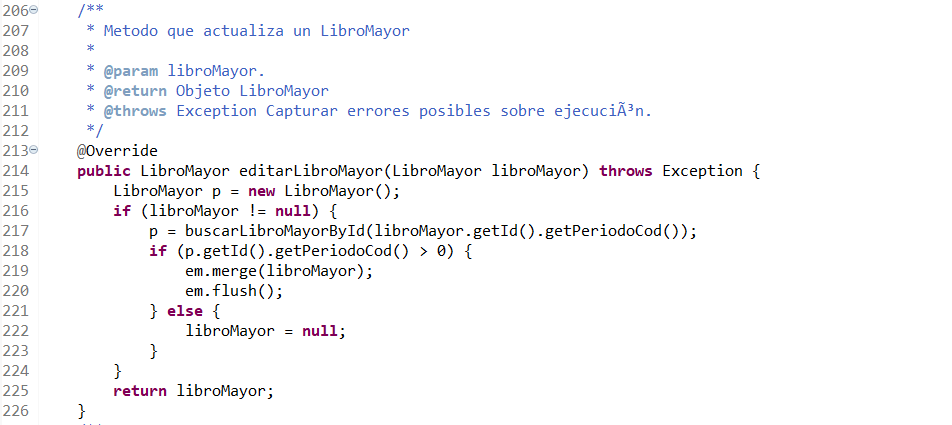 206 /**
207 * Metodo que actualiza un LibroMayor
208 *
209 * @param libroMayor.
210 * @return Objeto LibroMayor
211 * @throws Exception Capturar errores posibles sobre ejecuciÃ³n.
212 */
213 @Override
214 public LibroMayor editarLibroMayor(LibroMayor libroMayor) throws Exception {
215 LibroMayor p = new LibroMayor();
216 if (libroMayor != null) {
217 p = buscarLibroMayorById(libroMayor.getId().getPeriodoCod());
218 if (p.getId().getPeriodoCod() > 0) {
219 em.merge(libroMayor);
220 em.flush();
221 } else {
222 libroMayor = null;
223 }
224 }
225 return libroMayor;
226 }